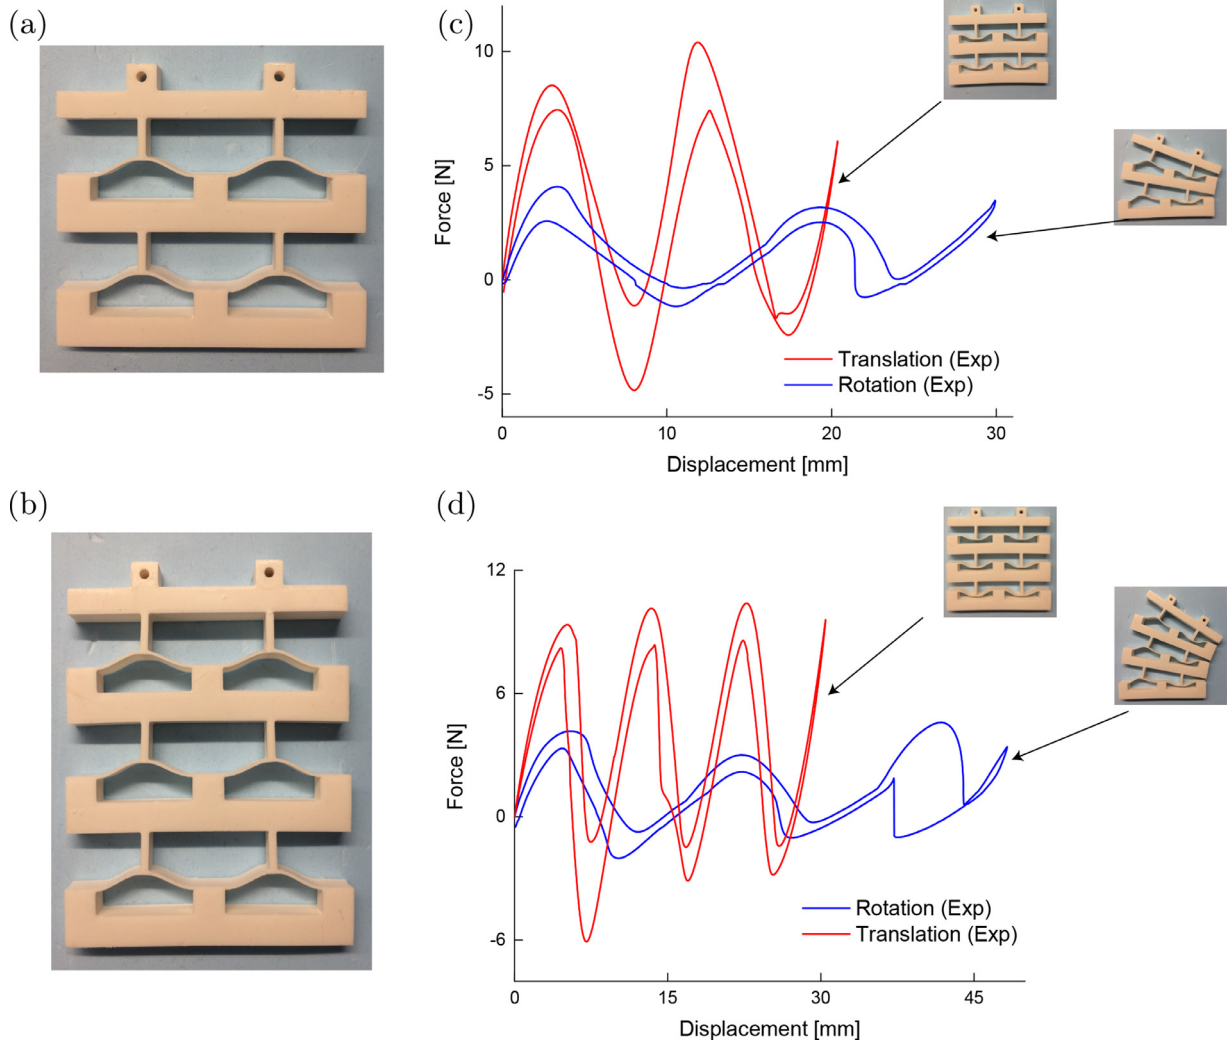 (a)
(c)
10
5
0
-5
Force [N]
Translation (Exp)
Rotation (Exp)
0
10
20
30
Displacement [mm]
(b)
(d)
12
6
0
-6
Force [N]
Rotation (Exp)
Translation (Exp)
0
15
30
45
Displacement [mm]